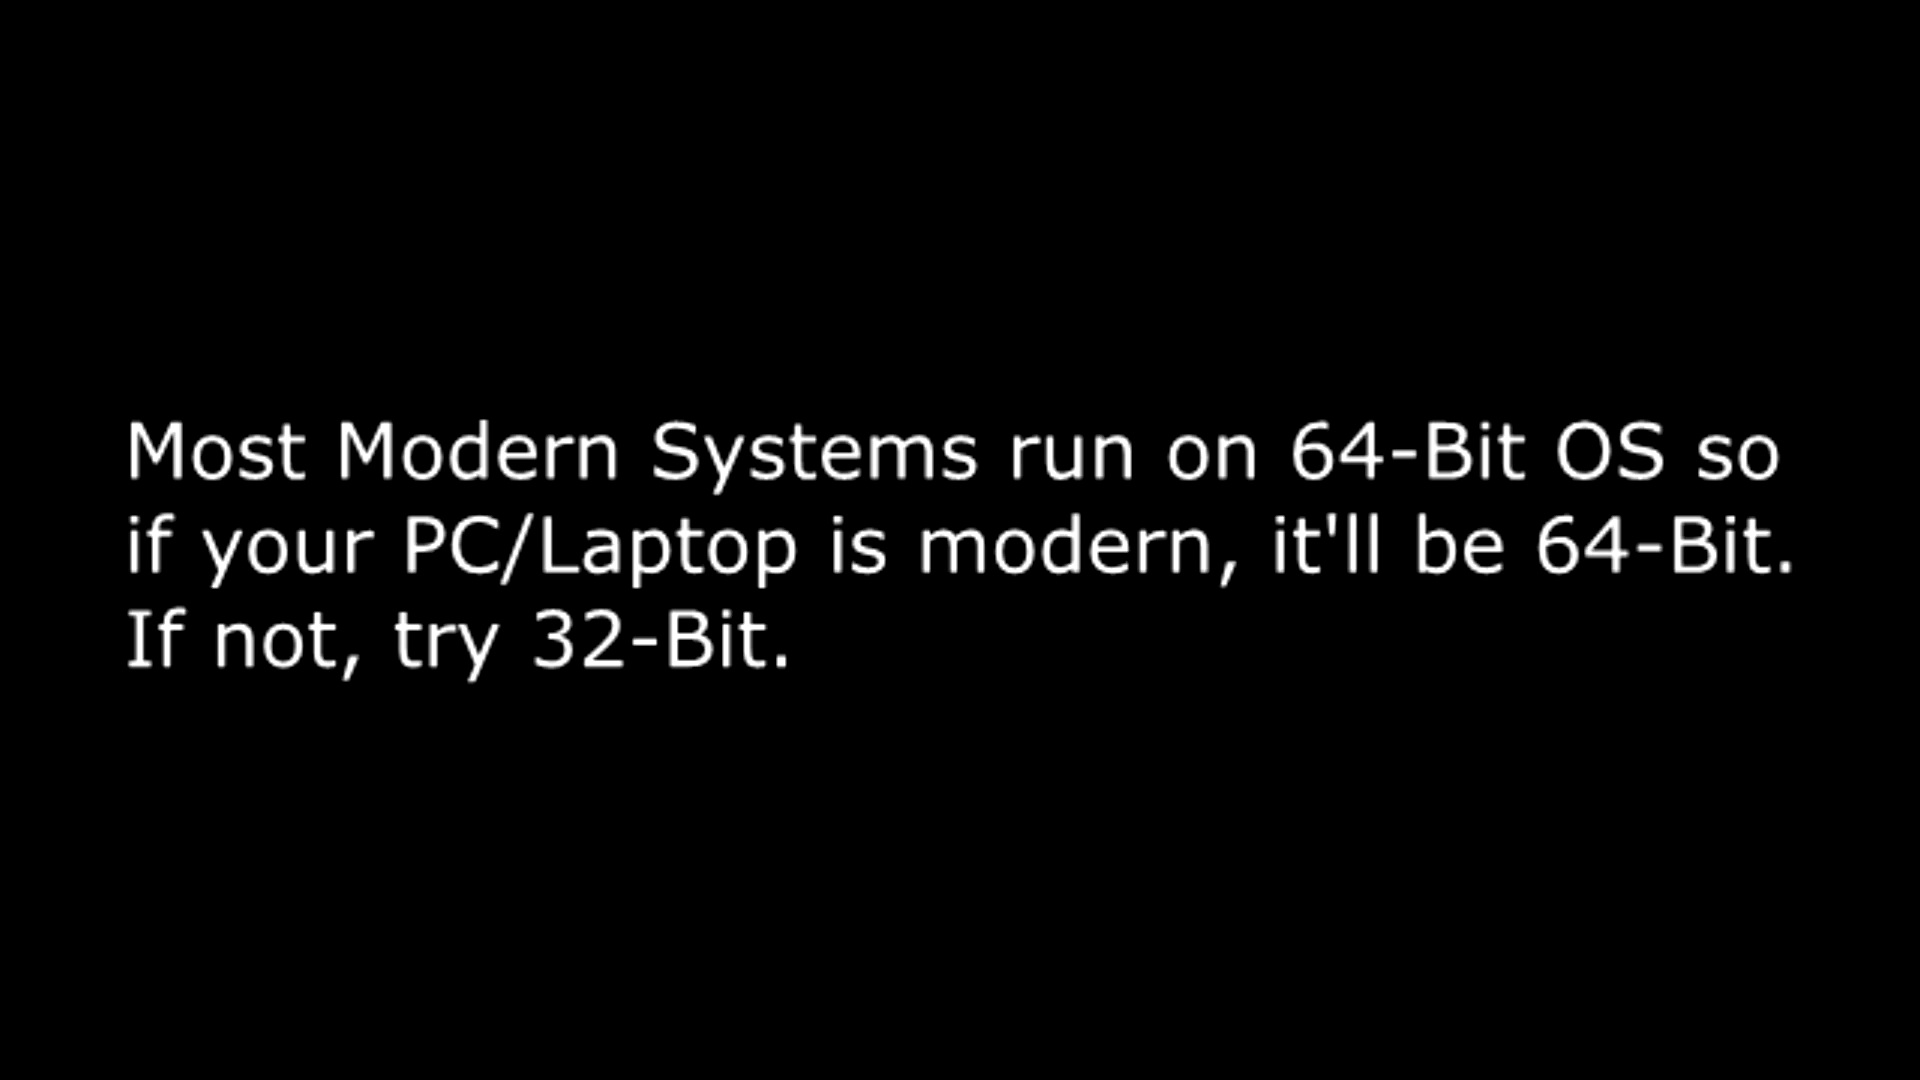 Most Modern Systems run on 64-Bit OS so
if your PC/Laptop is modern, it'll be 64-Bit.
If not, try 32-Bit.